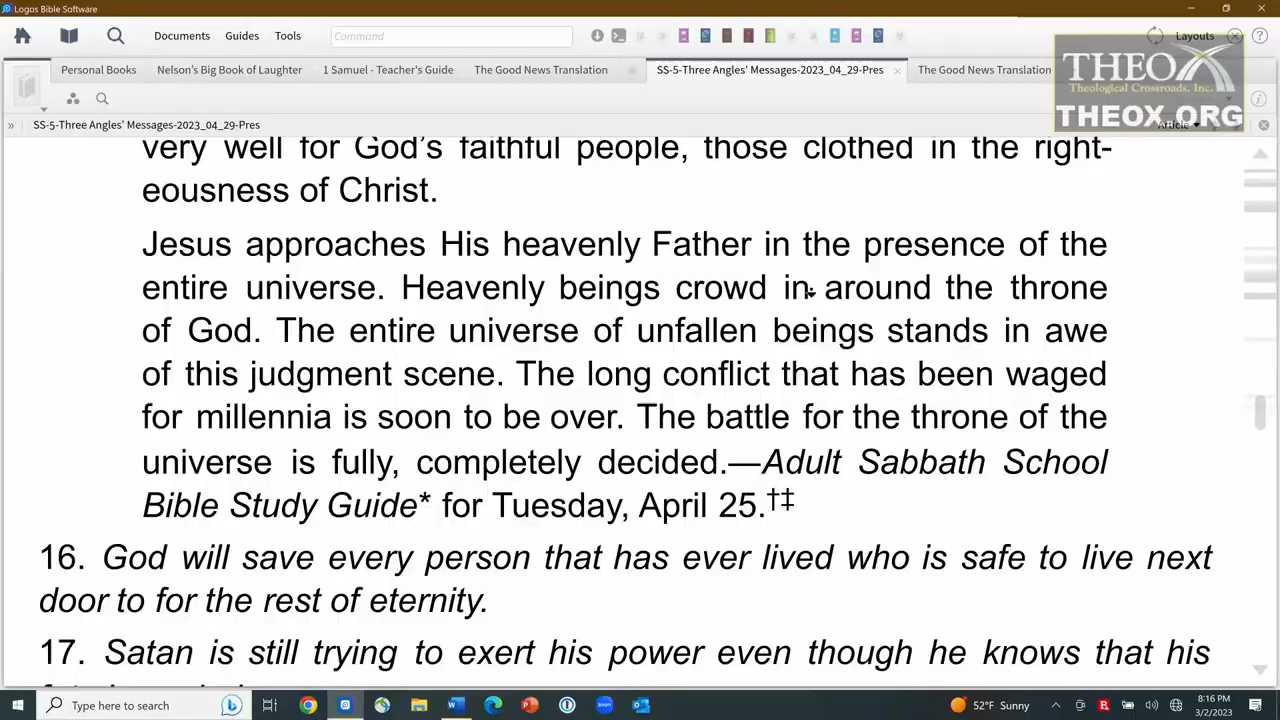 Logos Bible Software
Documents Guides Tools Command Layouts
Personal Books Nelson's Big Book of Laughter 1 Samuel - Teacher's Guide The Good News Translation SS-5-Three Angles' Messages-2023_04_29-Pres The Good News Translation
THEOX
Theological Crossroads, Inc.
THEOX.ORG
SS-5-Three Angles' Messages-2023_04_29-Pres Article
very well for God's faithful people, those clothed in the right-
eousness of Christ.
Jesus approaches His heavenly Father in the presence of the
entire universe. Heavenly beings crowd in around the throne
of God. The entire universe of unfallen beings stands in awe
of this judgment scene. The long conflict that has been waged
for millennia is soon to be over. The battle for the throne of the
universe is fully, completely decided.—Adult Sabbath School
Bible Study Guide* for Tuesday, April 25.†‡
16. God will save every person that has ever lived who is safe to live next
door to for the rest of eternity.
17. Satan is still trying to exert his power even though he knows that his
Type here to search
52°F Sunny
8:16 PM
3/2/2023